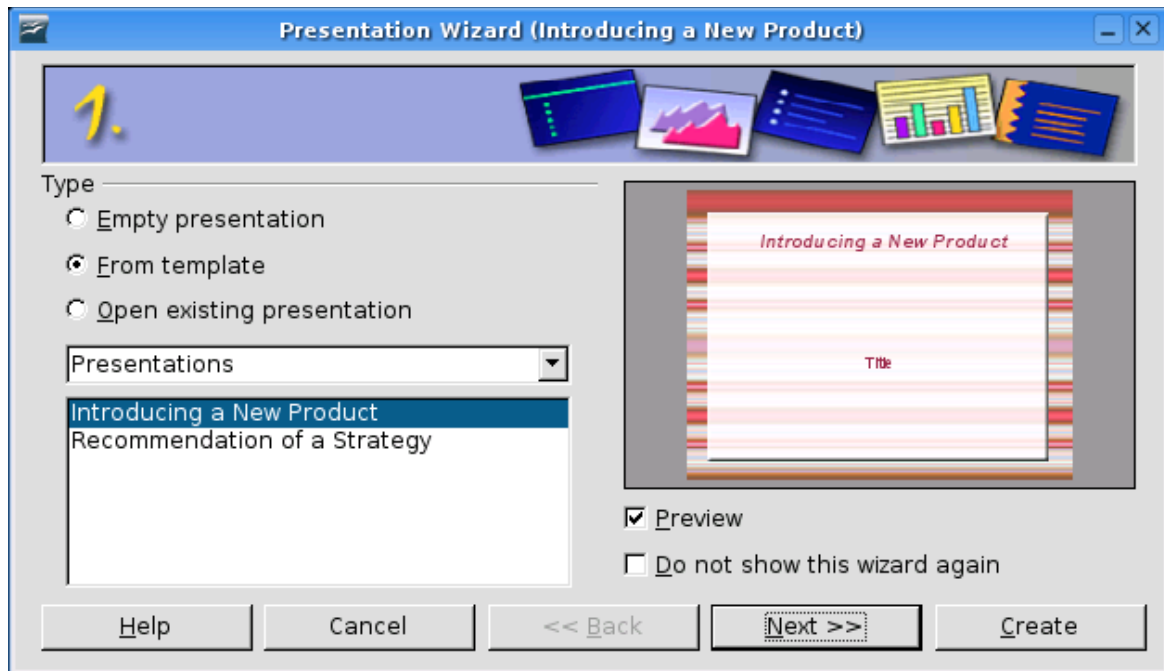 Presentation Wizard (Introducing a New Product)
1.
Type
Empty presentation
From template
Open existing presentation
Presentations
Introducing a New Product
Recommendation of a Strategy
Introducing a New Product
Title
Preview
Do not show this wizard again
Help
Cancel
<< Back
Next >>
Create